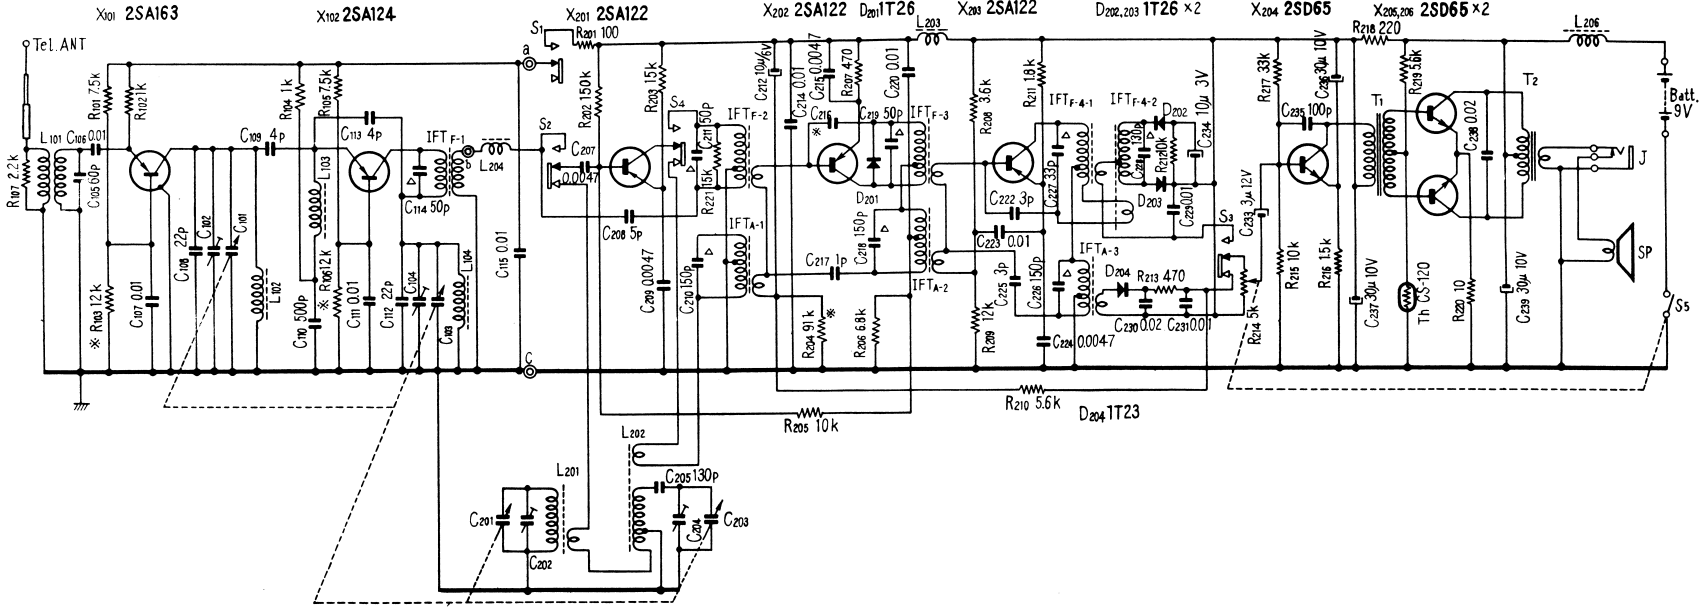 X101 2SA163
X102 2SA124
X201 2SA122
X202 2SA122
D201 1T26
X203 2SA122
D202,203 1T26 ×2
X204 2SD65
X205,206 2SD65 ×2
Tel. ANT
L101
C106 0.01
R107 2.2k
C105 60p
R101 7.5k
R102 1k
※ R103 12k
C107 0.01
C108 22p
C102
C101
C109 4p
L102
R104 1k
R105 7.5k
L103
C113 4p
C110 500p
※ R106 12k
C111 0.01
C112 22p
C104
C103
L104
IFT F-1
C114 50p
b
L204
C115 0.01
a
c
S1
R201 100
S2
C207
0.0047
R202 150k
R203 15k
S4
C211 50p
R221 15k
IFT F-2
C208 5p
C209 0.0047
C210 150p
IFT A-1
C212 10μ/6V
C214 0.01
C215 0.0047
R207 470
C220 0.01
L203
C216
※
C219 50p
IFT F-3
D201
C218 150p
C217 1p
IFT A-2
R204 91k
※
R206 6.8k
R205 10k
R210 5.6k
R208 3.6k
R211 1.8k
C222 3p
C223 0.01
C225 3p
C226 150p
R209 12k
C224 0.0047
IFT F-4-1
C227 33p
IFT F-4-2
D202
C228 130p
R212 10k
C234 10μ 3V
D203
C229 0.01
IFT A-3
D204
R213 470
C230 0.02
C231 0.01
S3
R214 5k
D204 1T23
C233 3μ 12V
R217 33k
C235 100p
C236 30μ 10V
R218 220
R215 10k
R216 1.5k
C237 30μ 10V
T1
R219 5.6k
Th CS-120
R220 10
C238 0.02
C239 30μ 10V
T2
L206
J
SP
Batt.
9V
S5
L201
L202
C201
C202
C205 130p
C204
C203